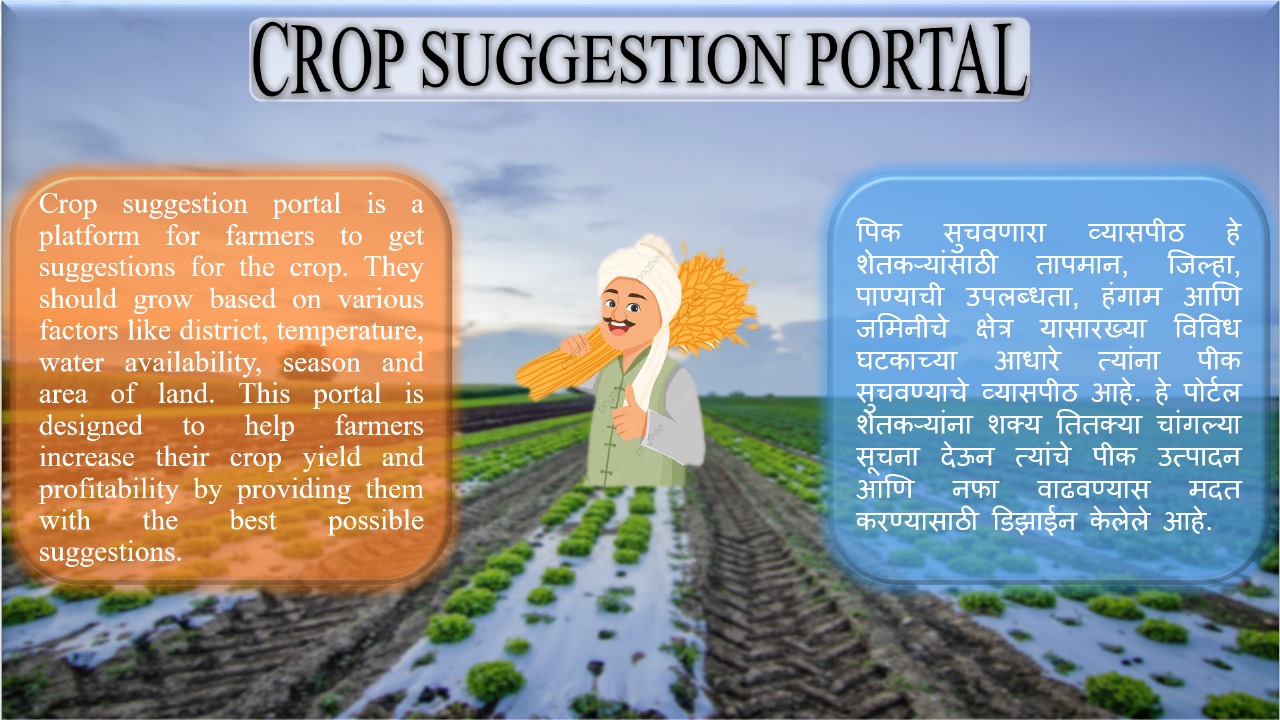 CROP SUGGESTION PORTAL
Crop suggestion portal is a
platform for farmers to get
suggestions for the crop. They
should grow based on various
factors like district, temperature,
water availability, season and
area of land. This portal is
designed to help farmers
increase their crop yield and
profitability by providing them
with the best possible
suggestions.
पिक सुचवणारा व्यासपीठ हे
शेतकऱ्यांसाठी तापमान, जिल्हा,
पाण्याची उपलब्धता, हंगाम आणि
जमिनीचे क्षेत्र यासारख्या विविध
घटकाच्या आधारे त्यांना पीक
सुचवण्याचे व्यासपीठ आहे. हे पोर्टल
शेतकऱ्यांना शक्य तितक्या चांगल्या
सूचना देऊन त्यांचे पीक उत्पादन
आणि नफा वाढवण्यास मदत
करण्यासाठी डिझाईन केलेले आहे.